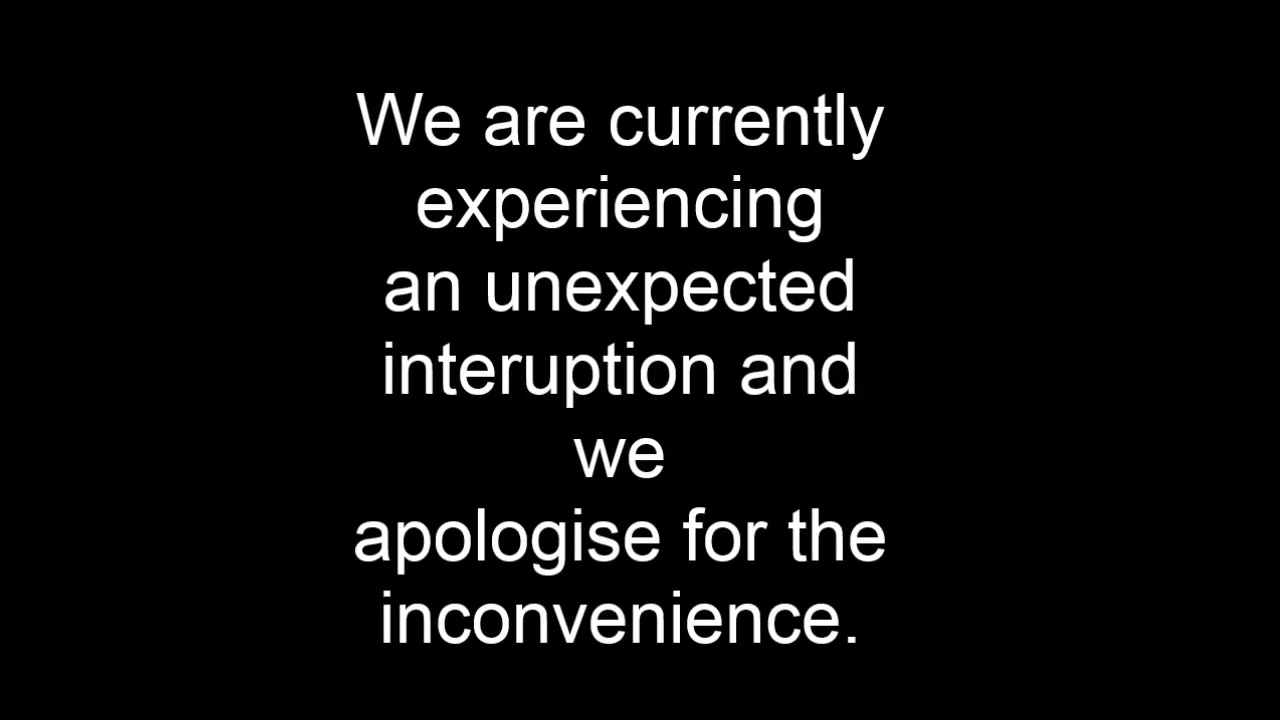 We are currently
experiencing
an unexpected
interuption and
we
apologise for the
inconvenience.